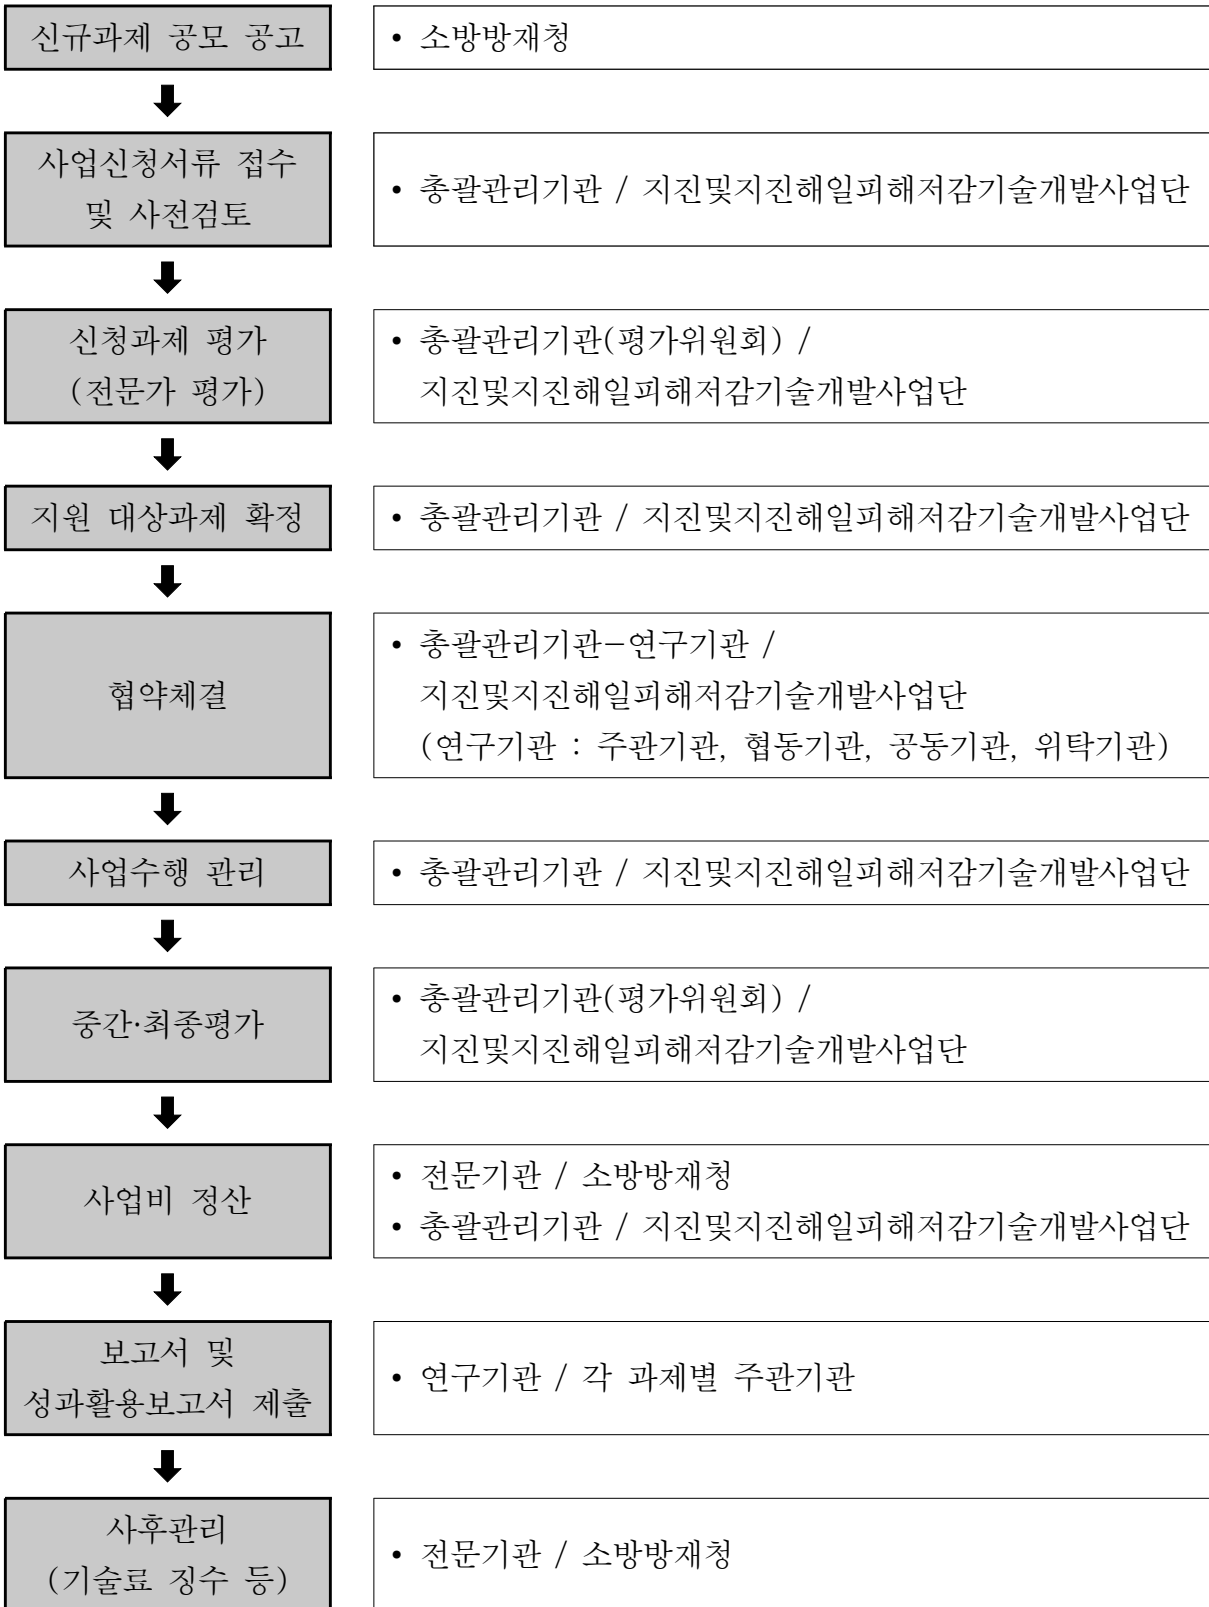 신규과제 공모 공고
• 소방방재청
사업신청서류 접수
및 사전검토
• 총괄관리기관 / 지진및지진해일피해저감기술개발사업단
신청과제 평가
(전문가 평가)
• 총괄관리기관(평가위원회) /
지진및지진해일피해저감기술개발사업단
지원 대상과제 확정
• 총괄관리기관 / 지진및지진해일피해저감기술개발사업단
협약체결
• 총괄관리기관-연구기관 /
지진및지진해일피해저감기술개발사업단
(연구기관 : 주관기관, 협동기관, 공동기관, 위탁기관)
사업수행 관리
• 총괄관리기관 / 지진및지진해일피해저감기술개발사업단
중간·최종평가
• 총괄관리기관(평가위원회) /
지진및지진해일피해저감기술개발사업단
사업비 정산
• 전문기관 / 소방방재청
• 총괄관리기관 / 지진및지진해일피해저감기술개발사업단
보고서 및
성과활용보고서 제출
• 연구기관 / 각 과제별 주관기관
사후관리
(기술료 징수 등)
• 전문기관 / 소방방재청